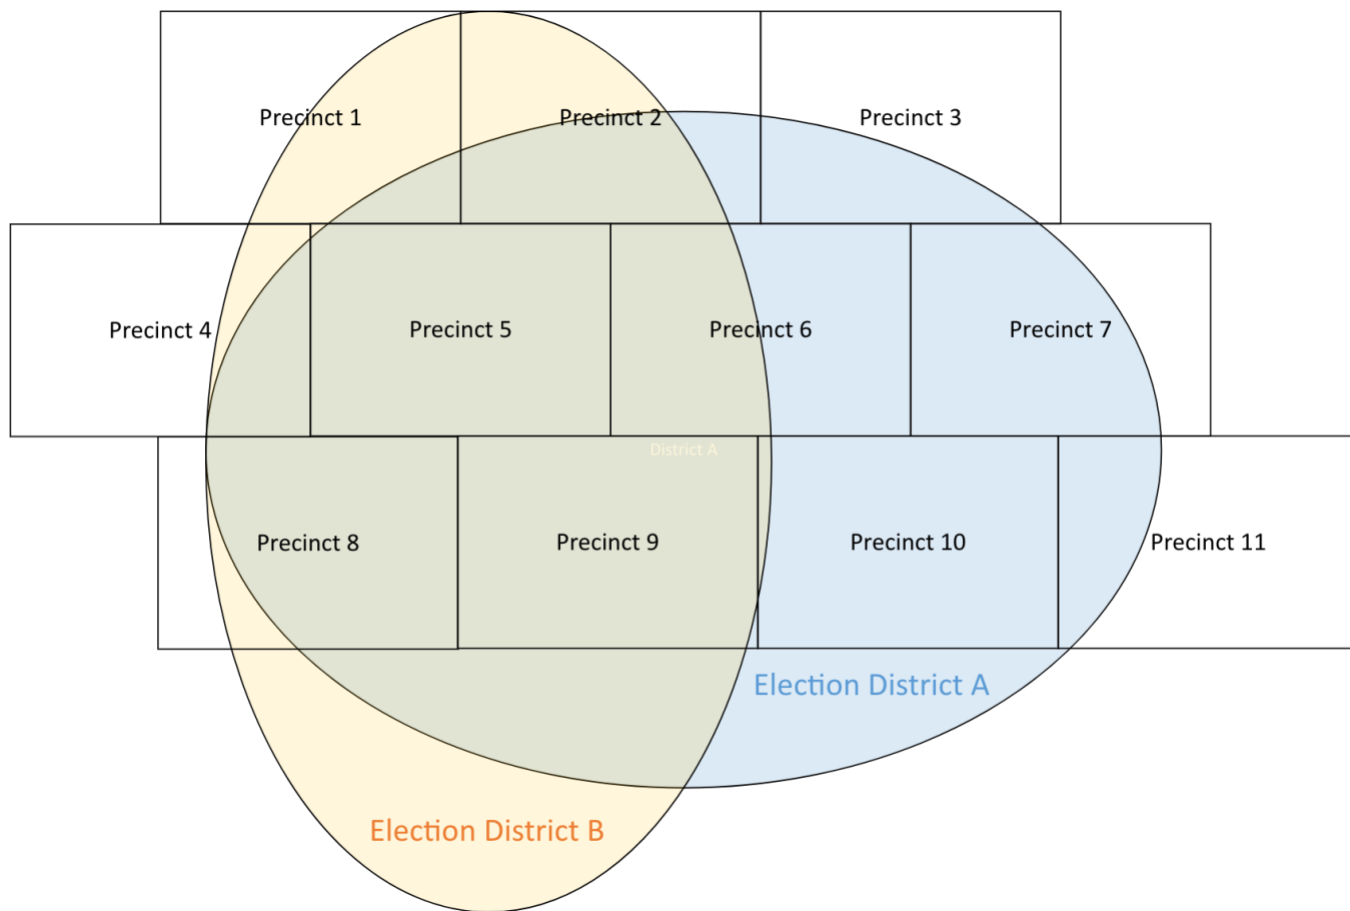 Precinct 1
Precinct 2
Precinct 3
Precinct 4
Precinct 5
Precinct 6
Precinct 7
District A
Precinct 8
Precinct 9
Precinct 10
Precinct 11
Election District A
Election District B